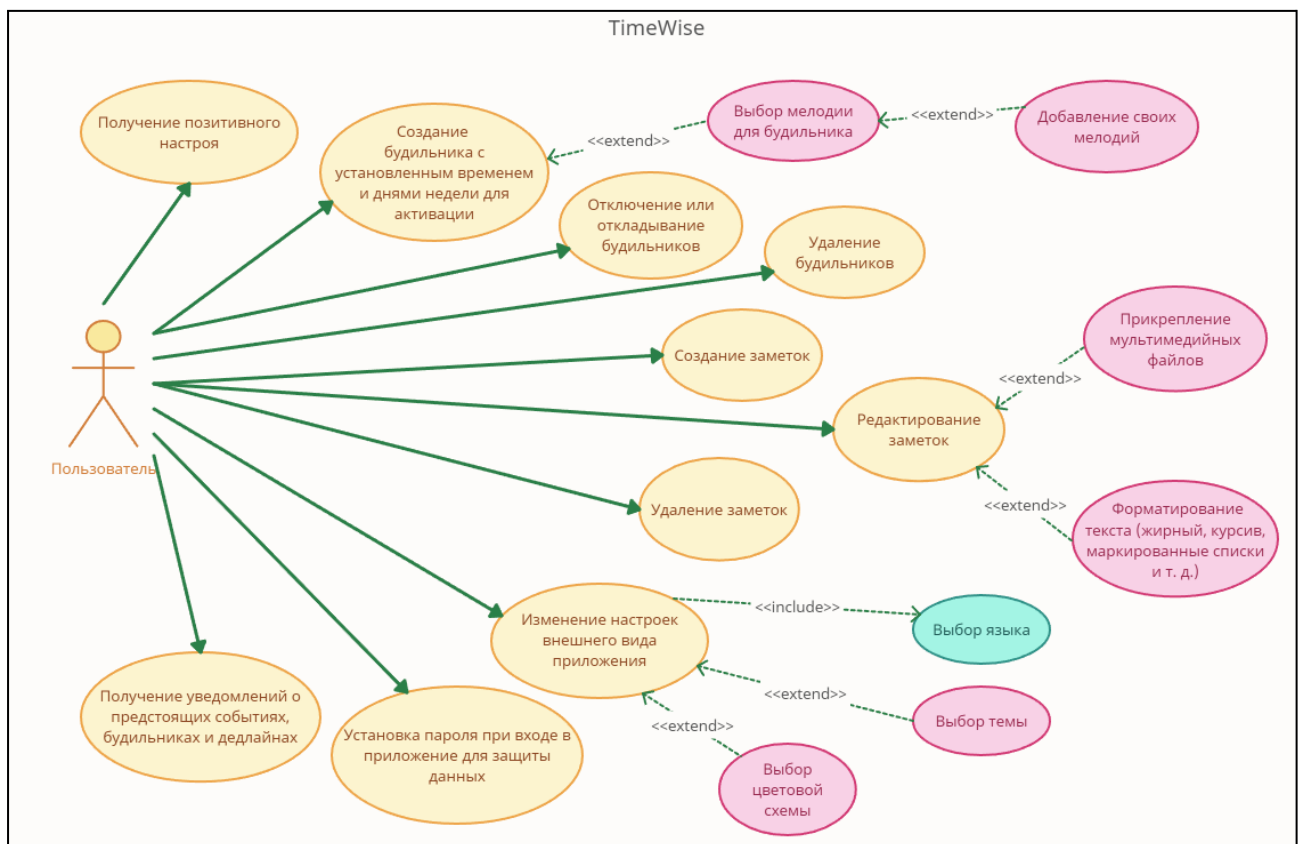 TimeWise
Получение позитивного
настроя
Создание
будильника с
установленным временем
и днями недели для
активации
<<extend>>
Выбор мелодии
для будильника
<<extend>>
Добавление своих
мелодий
Отключение или
откладывание
будильников
Удаление
будильников
Создание заметок
Прикрепление
мультимедийных
файлов
<<extend>>
Редактирование
заметок
Пользователь
Удаление заметок
<<extend>>
Форматирование
текста (жирный, курсив,
маркированные списки
и т. д.)
Изменение настроек
внешнего вида
приложения
<<include>>
Выбор языка
<<extend>>
Выбор темы
<<extend>>
Выбор
цветовой
схемы
Получение уведомлений о
предстоящих событиях,
будильниках и дедлайнах
Установка пароля при входе в
приложение для защиты
данных